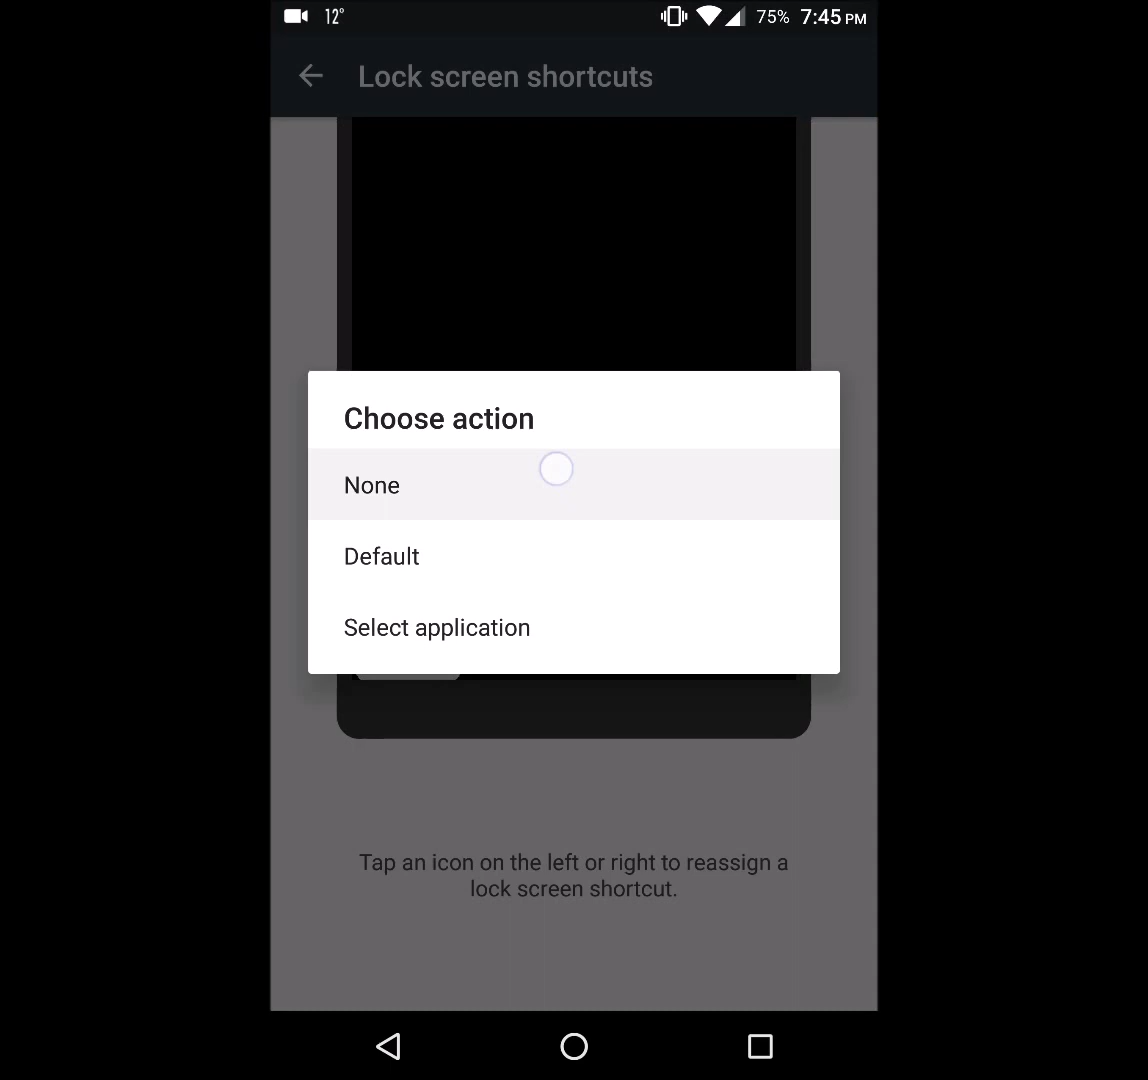 12° 75% 7:45 PM
Lock screen shortcuts
Choose action
None
Default
Select application
Tap an icon on the left or right to reassign a
lock screen shortcut.